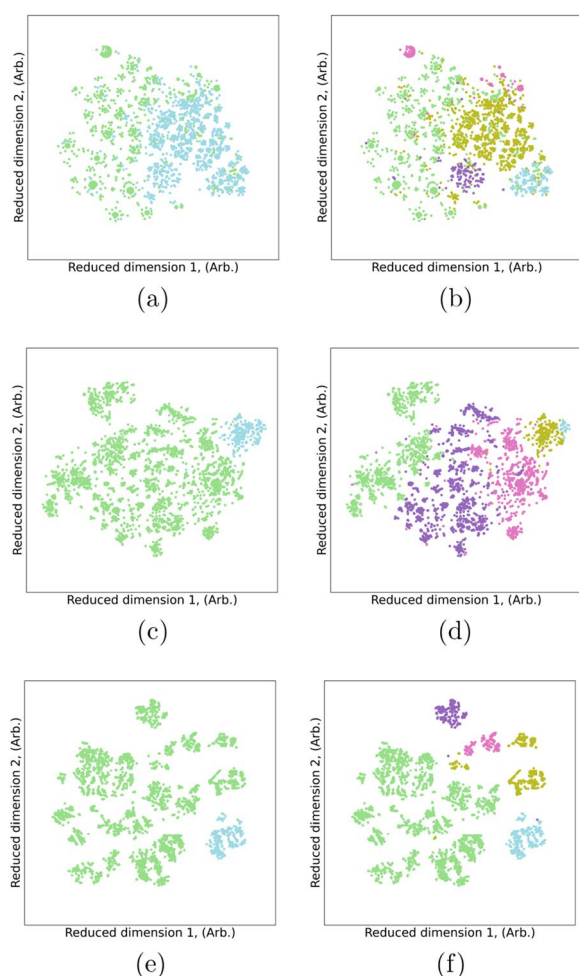 Reduced dimension 2, (Arb.)
Reduced dimension 2, (Arb.)
Reduced dimension 1, (Arb.)
Reduced dimension 1, (Arb.)
(a)
(b)
Reduced dimension 2, (Arb.)
Reduced dimension 2, (Arb.)
Reduced dimension 1, (Arb.)
Reduced dimension 1, (Arb.)
(c)
(d)
Reduced dimension 2, (Arb.)
Reduced dimension 2, (Arb.)
Reduced dimension 1, (Arb.)
Reduced dimension 1, (Arb.)
(e)
(f)